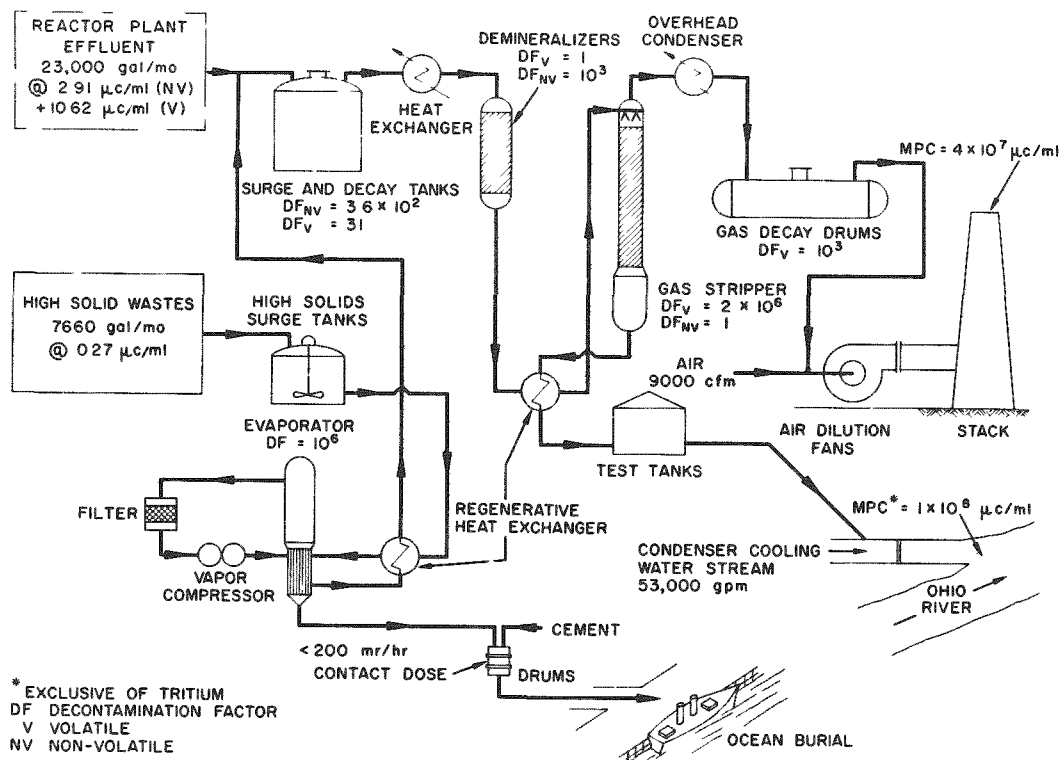 REACTOR PLANT
EFFLUENT
23,000 gal/mo
@ 2 91 μc/ml (NV)
+10 62 μc/ml (V)
HEAT
EXCHANGER
DEMINERALIZERS
DFV = 1
DFNV = 10³
OVERHEAD
CONDENSER
MPC = 4 × 10⁷ μc/ml
SURGE AND DECAY TANKS
DFNV = 3 6 × 10²
DFV = 31
GAS DECAY DRUMS
DFV = 10³
HIGH SOLID WASTES
7660 gal/mo
@ 0 27 μc/ml
HIGH SOLIDS
SURGE TANKS
GAS STRIPPER
DFV = 2 × 10⁶
DFNV = 1
AIR
9000 cfm
AIR DILUTION
FANS
STACK
EVAPORATOR
DF = 10⁶
TEST TANKS
FILTER
VAPOR
COMPRESSOR
REGENERATIVE
HEAT EXCHANGER
MPC* = 1 × 10⁶ μc/ml
CONDENSER COOLING
WATER STREAM
53,000 gpm
OHIO
RIVER
CEMENT
< 200 mr/hr
CONTACT DOSE
DRUMS
OCEAN BURIAL
* EXCLUSIVE OF TRITIUM
DF DECONTAMINATION FACTOR
V VOLATILE
NV NON-VOLATILE